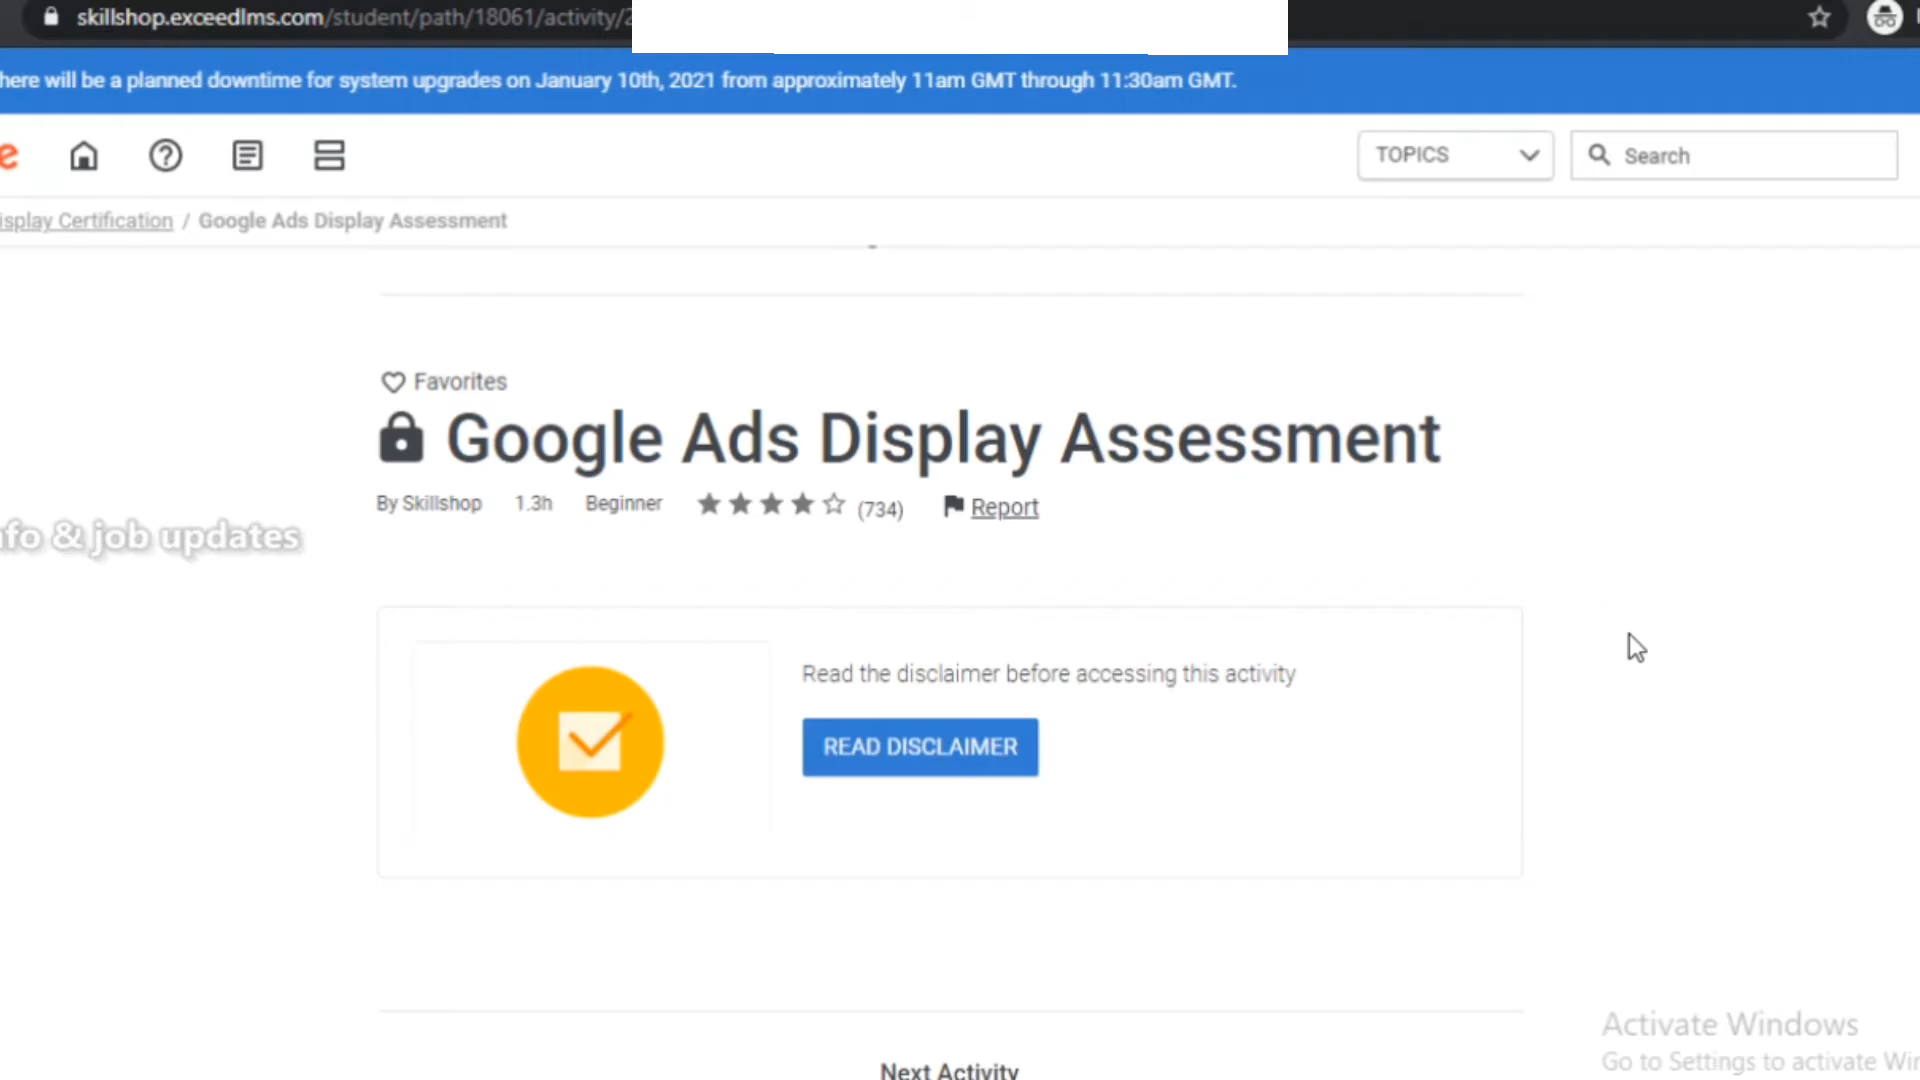 skillshop.exceedlms.com/student/path/18061/activity/2
here will be a planned downtime for system upgrades on January 10th, 2021 from approximately 11am GMT through 11:30am GMT.
e
TOPICS
Search
isplay Certification / Google Ads Display Assessment
Favorites
Google Ads Display Assessment
By Skillshop 1.3h Beginner (734) Report
nfo & job updates
Read the disclaimer before accessing this activity
READ DISCLAIMER
Activate Windows
Go to Settings to activate Win
Next Activity